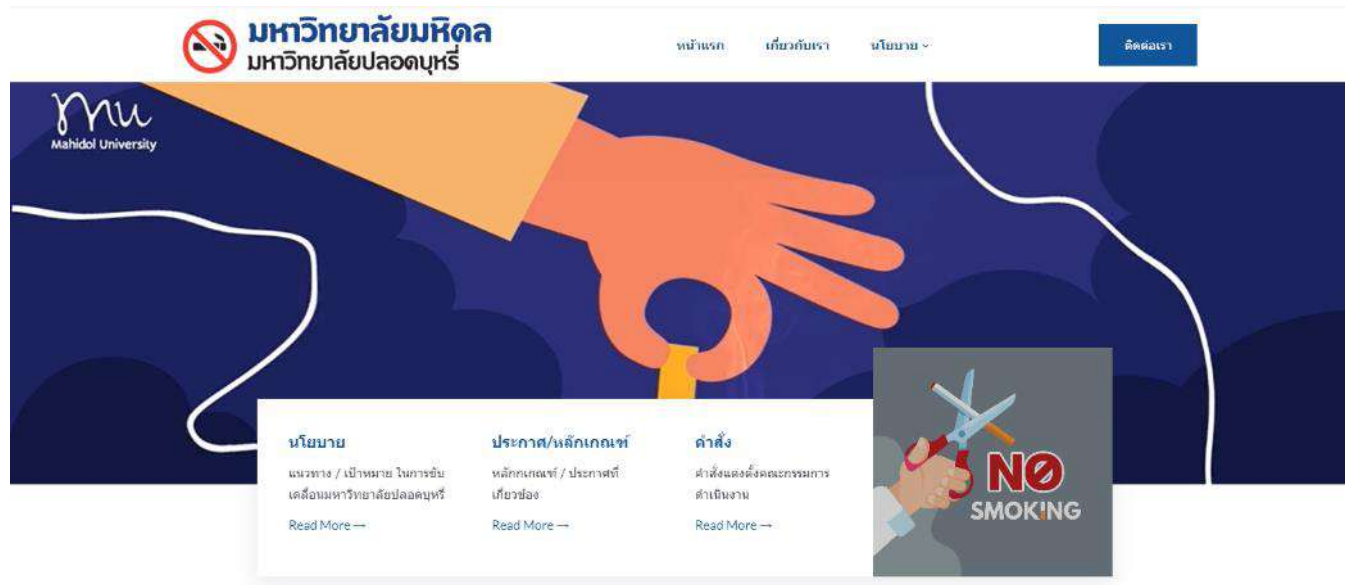 มหาวิทยาลัยมหิดล
มหาวิทยาลัยปลอดบุหรี่
หน้าแรก
เกี่ยวกับเรา
นโยบาย
ติดต่อเรา
mu
Mahidol University
นโยบาย
แนวทาง / เป้าหมาย ในการขับ
เคลื่อนมหาวิทยาลัยปลอดบุหรี่
Read More →
ประกาศ/หลักเกณฑ์
หลักกเกณฑ์ / ประกาศที่
เกี่ยวข้อง
Read More →
คำสั่ง
คำสั่งแต่งตั้งคณะกรรมการ
ดำเนินงาน
Read More →
NO
SMOKING